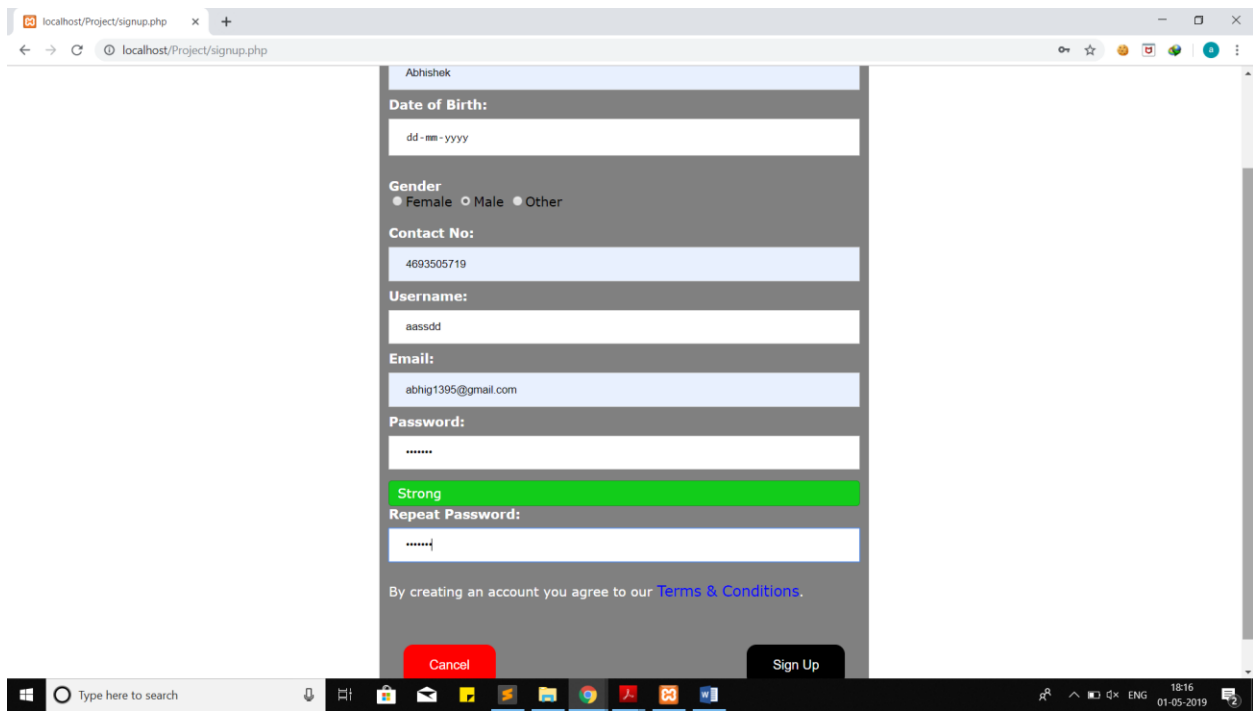 localhost/Project/signup.php
localhost/Project/signup.php
a
Abhishek
Date of Birth:
dd-mm-yyyy
Gender
Female Male Other
Contact No:
4693505719
Username:
aassdd
Email:
abhig1395@gmail.com
Password:
•••••••
Strong
Repeat Password:
•••••••
By creating an account you agree to our Terms & Conditions.
Cancel Sign Up
Type here to search
ENG
18:16
01-05-2019
2